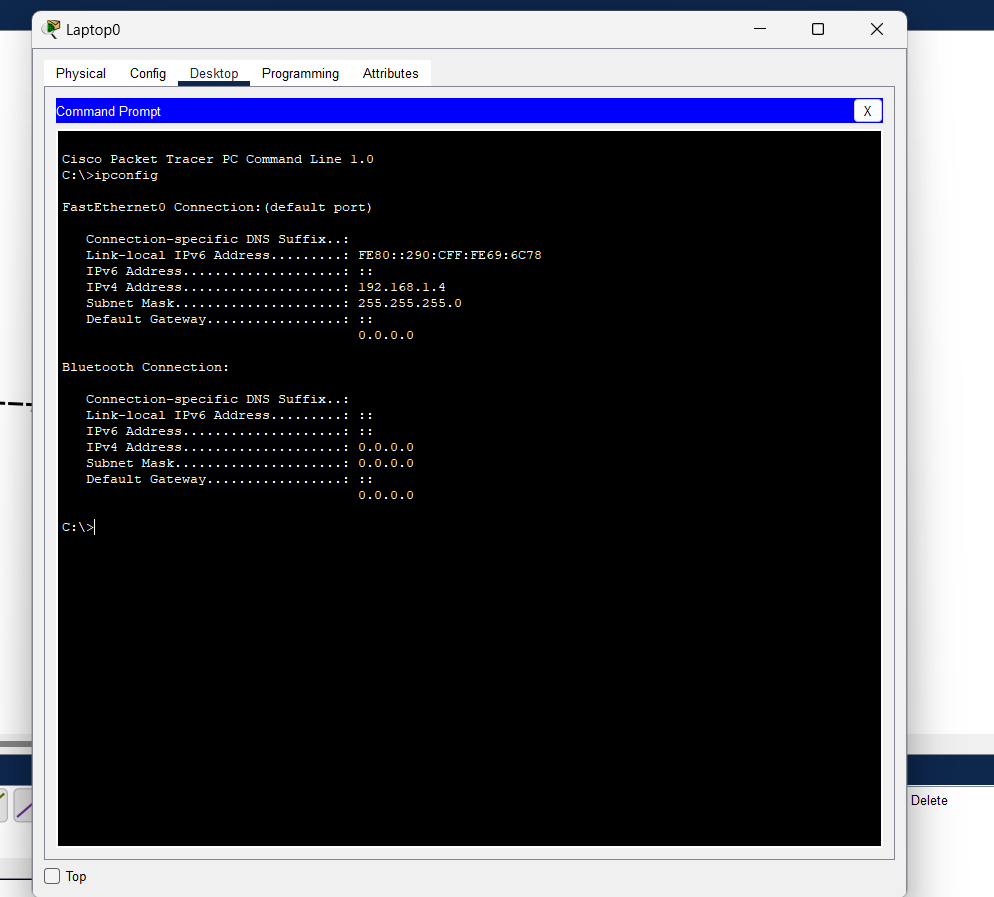 Laptop0
Physical Config Desktop Programming Attributes
Command Prompt X
Cisco Packet Tracer PC Command Line 1.0
C:\>ipconfig
FastEthernet0 Connection:(default port)
Connection-specific DNS Suffix..:
Link-local IPv6 Address.........: FE80::290:CFF:FE69:6C78
IPv6 Address....................: ::
IPv4 Address....................: 192.168.1.4
Subnet Mask.....................: 255.255.255.0
Default Gateway.................: ::
0.0.0.0
Bluetooth Connection:
Connection-specific DNS Suffix..:
Link-local IPv6 Address.........: ::
IPv6 Address....................: ::
IPv4 Address....................: 0.0.0.0
Subnet Mask.....................: 0.0.0.0
Default Gateway.................: ::
0.0.0.0
C:\>
Delete
Top